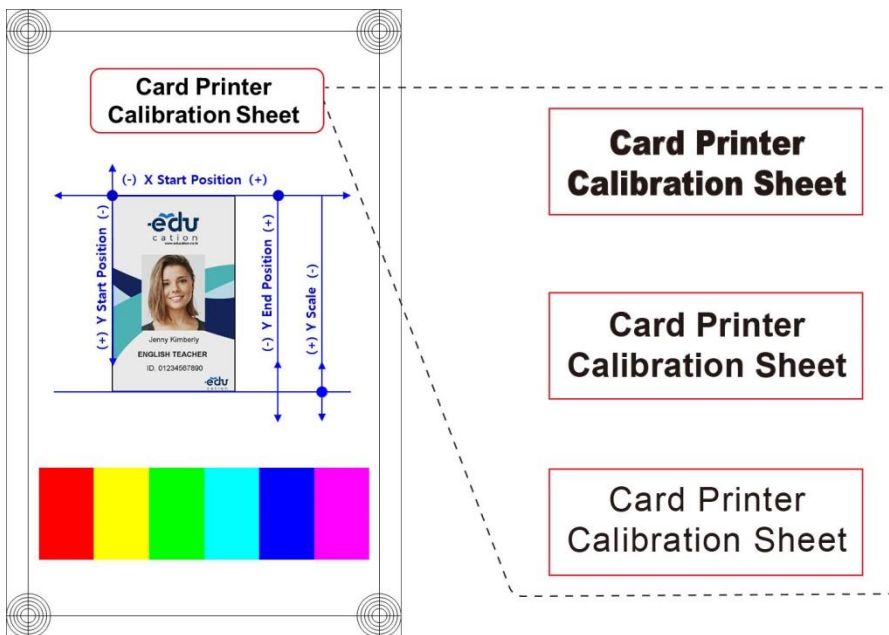 Card Printer
Calibration Sheet
(-) X Start Position (+)
(+) Y Start Position (-)
(-) Y End Position (+)
(+) Y Scale (-)
edu
cation
www.education.co.kr
Jenny Kimberly
ENGLISH TEACHER
ID. 01234567890
edu
cation
Card Printer
Calibration Sheet
Card Printer
Calibration Sheet
Card Printer
Calibration Sheet